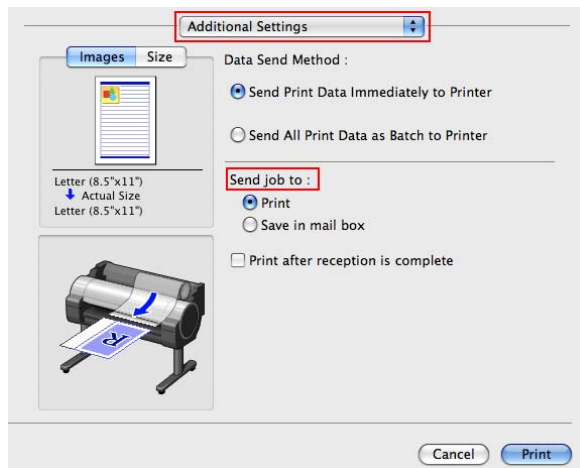 Additional Settings
Images Size
Letter (8.5"x11")
Actual Size
Letter (8.5"x11")
Data Send Method :
Send Print Data Immediately to Printer
Send All Print Data as Batch to Printer
Send job to :
Print
Save in mail box
Print after reception is complete
Cancel Print